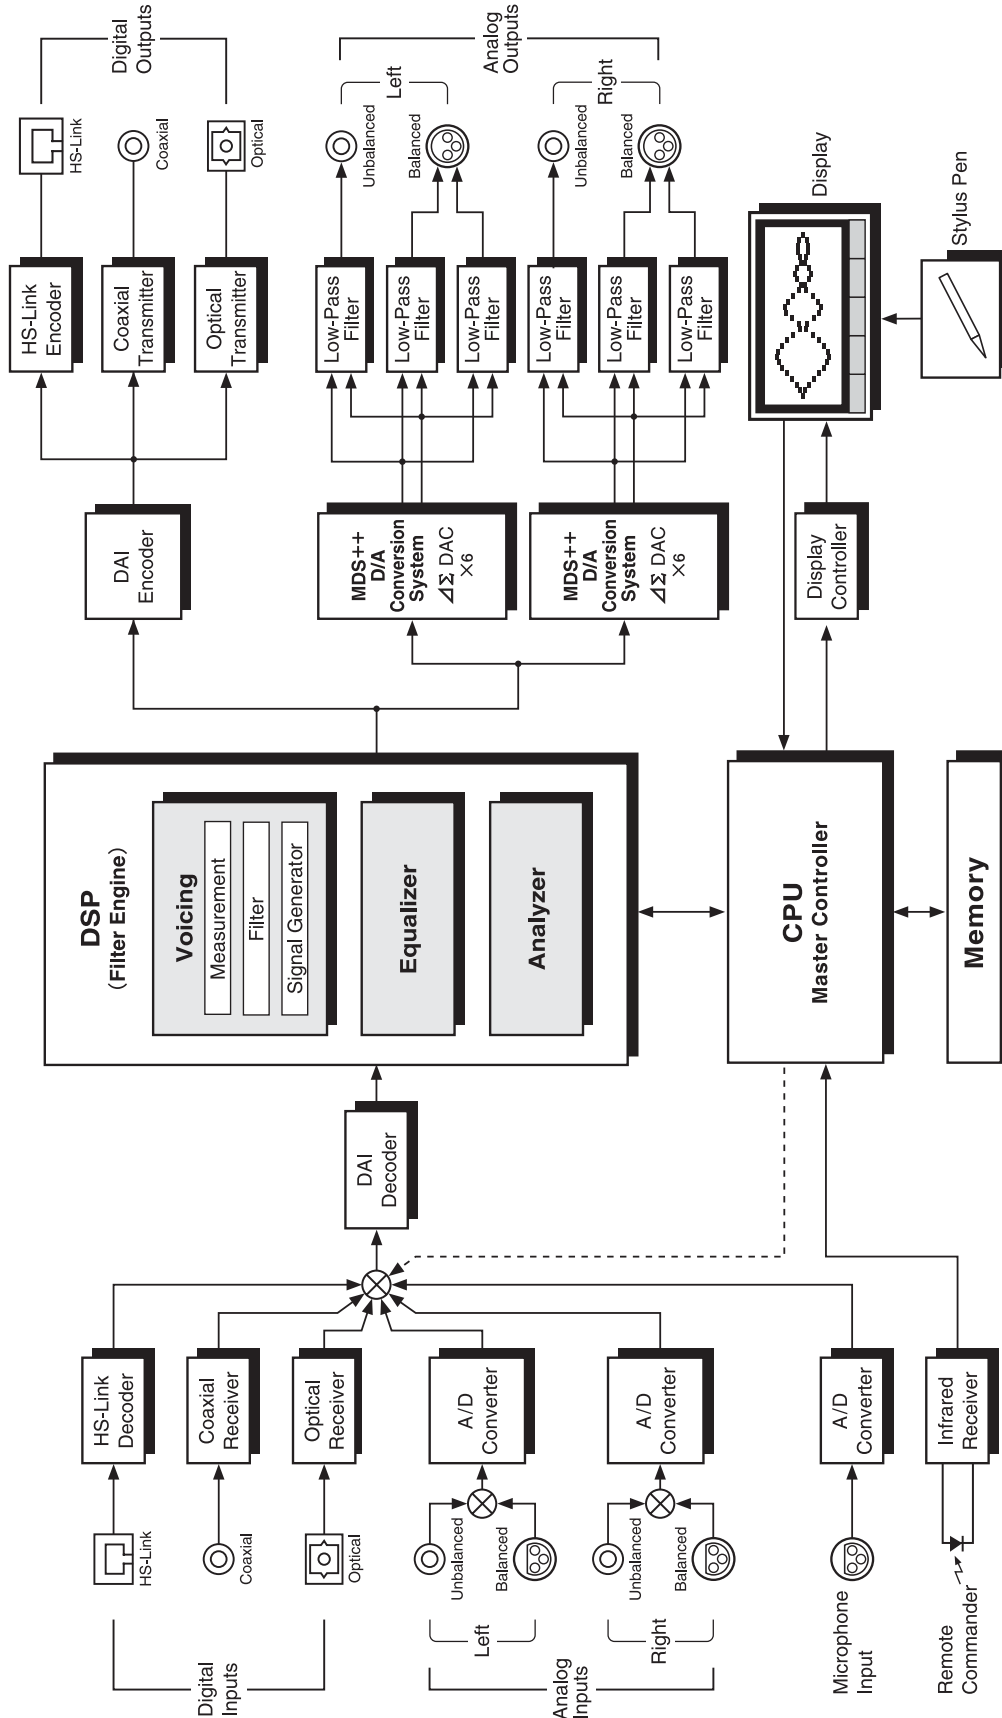 Digital
Inputs
HS-Link
Coaxial
Optical
HS-Link
Decoder
Coaxial
Receiver
Optical
Receiver
Analog
Inputs
Left
Unbalanced
Balanced
A/D
Converter
Right
Unbalanced
Balanced
A/D
Converter
Microphone
Input
A/D
Converter
Remote
Commander
Infrared
Receiver
DAI
Decoder
DSP
(Filter Engine)
Voicing
Measurement
Filter
Signal Generator
Equalizer
Analyzer
CPU
Master Controller
Memory
DAI
Encoder
MDS++
D/A
Conversion
System
ΔΣ DAC
×6
MDS++
D/A
Conversion
System
ΔΣ DAC
×6
Display
Controller
HS-Link
Encoder
Coaxial
Transmitter
Optical
Transmitter
Low-Pass
Filter
Low-Pass
Filter
Low-Pass
Filter
Low-Pass
Filter
Low-Pass
Filter
Low-Pass
Filter
HS-Link
Coaxial
Optical
Digital
Outputs
Unbalanced
Balanced
Left
Unbalanced
Balanced
Right
Analog
Outputs
Display
Stylus Pen